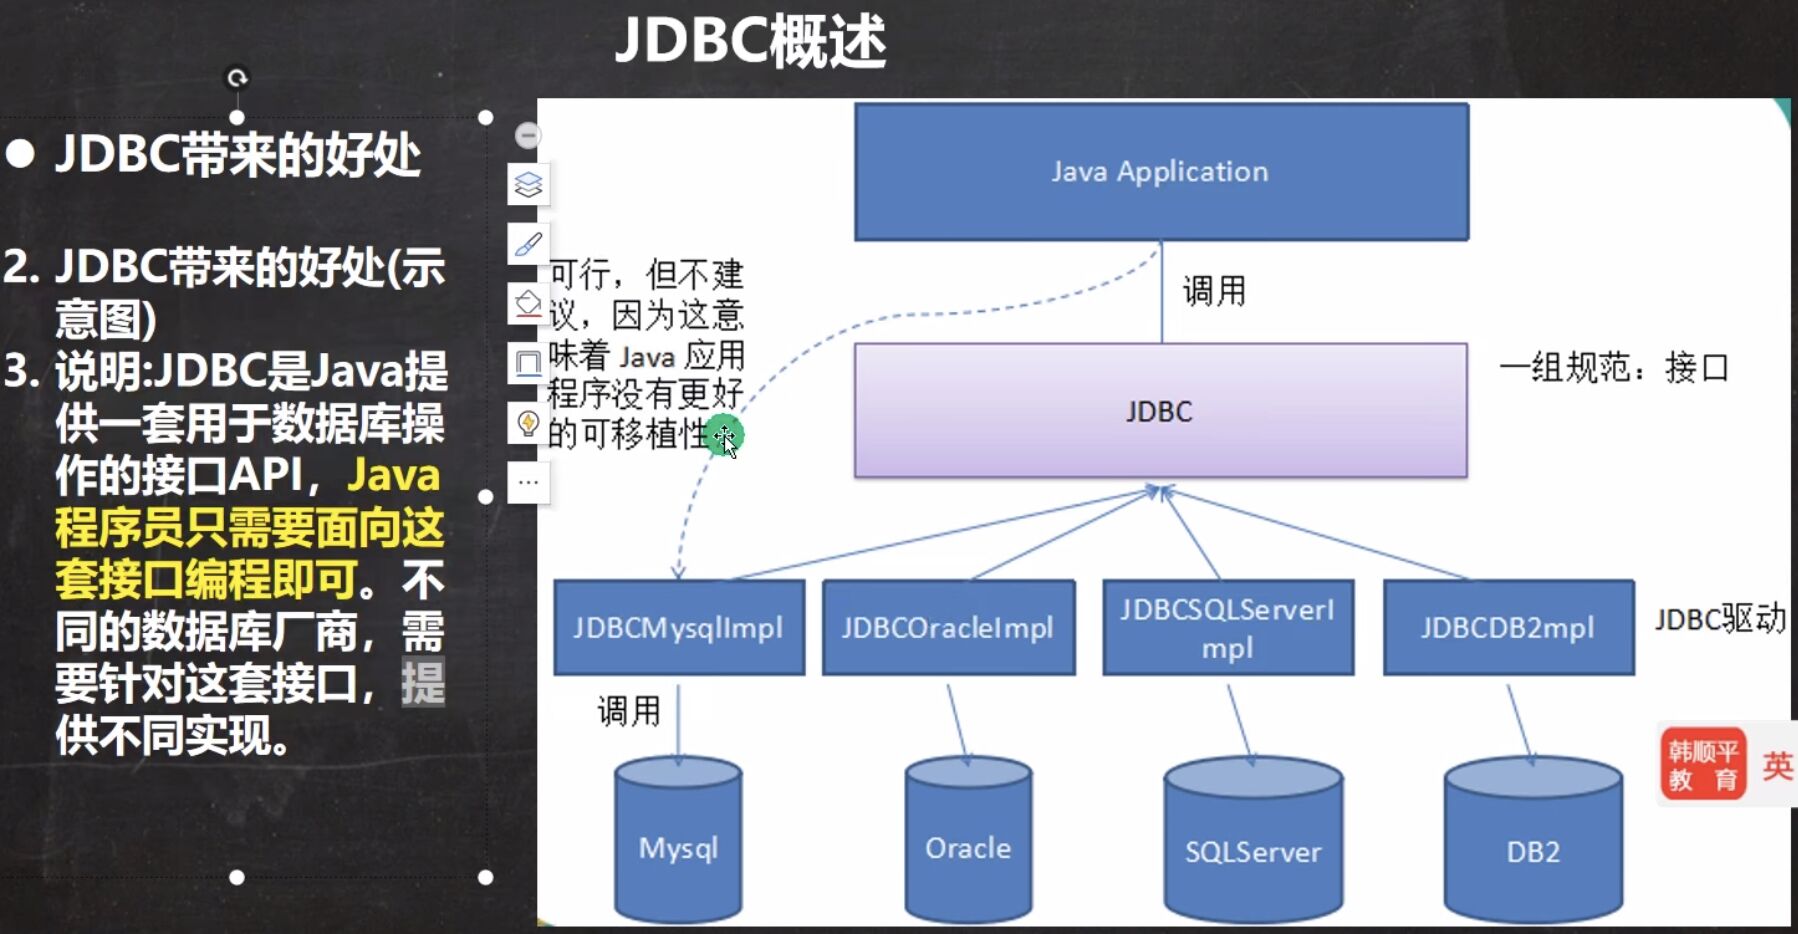 JDBC概述
● JDBC带来的好处
2. JDBC带来的好处(示
意图)
3. 说明:JDBC是Java提
供一套用于数据库操
作的接口API，Java
程序员只需要面向这
套接口编程即可。不
同的数据库厂商，需
要针对这套接口，提
供不同实现。
Java Application
可行，但不建
议，因为这意
味着 Java 应用
程序没有更好
的可移植性
调用
JDBC
一组规范：接口
JDBCMysqlImpl
JDBCOracleImpl
JDBCSQLServerI
mpl
JDBCDB2mpl
JDBC驱动
调用
Mysql
Oracle
SQLServer
DB2
韩顺平
教 育
英